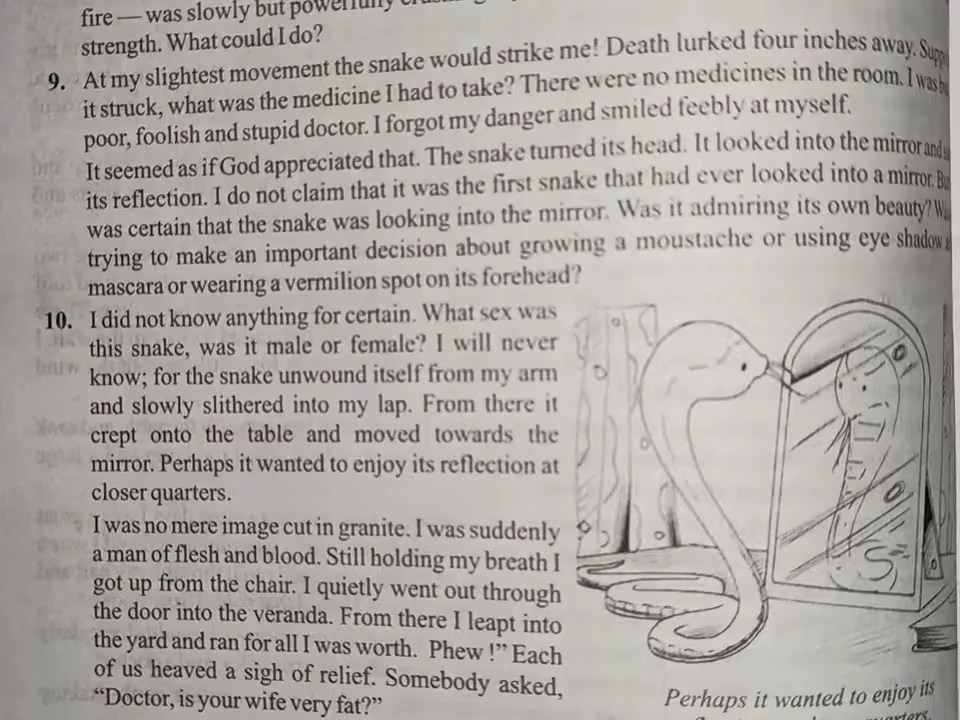 fire — was slowly but powerfully
strength. What could I do?
9. At my slightest movement the snake would strike me! Death lurked four inches away.
it struck, what was the medicine I had to take? There were no medicines in the room. I was
poor, foolish and stupid doctor. I forgot my danger and smiled feebly at myself.
It seemed as if God appreciated that. The snake turned its head. It looked into the mirror and
its reflection. I do not claim that it was the first snake that had ever looked into a mirror.
was certain that the snake was looking into the mirror. Was it admiring its own beauty?
trying to make an important decision about growing a moustache or using eye shadow
mascara or wearing a vermilion spot on its forehead?
10. I did not know anything for certain. What sex was
this snake, was it male or female? I will never
know; for the snake unwound itself from my arm
and slowly slithered into my lap. From there it
crept onto the table and moved towards the
mirror. Perhaps it wanted to enjoy its reflection at
closer quarters.
I was no mere image cut in granite. I was suddenly
a man of flesh and blood. Still holding my breath I
got up from the chair. I quietly went out through
the door into the veranda. From there I leapt into
the yard and ran for all I was worth. Phew !” Each
of us heaved a sigh of relief. Somebody asked,
“Doctor, is your wife very fat?”
Perhaps it wanted to enjoy its